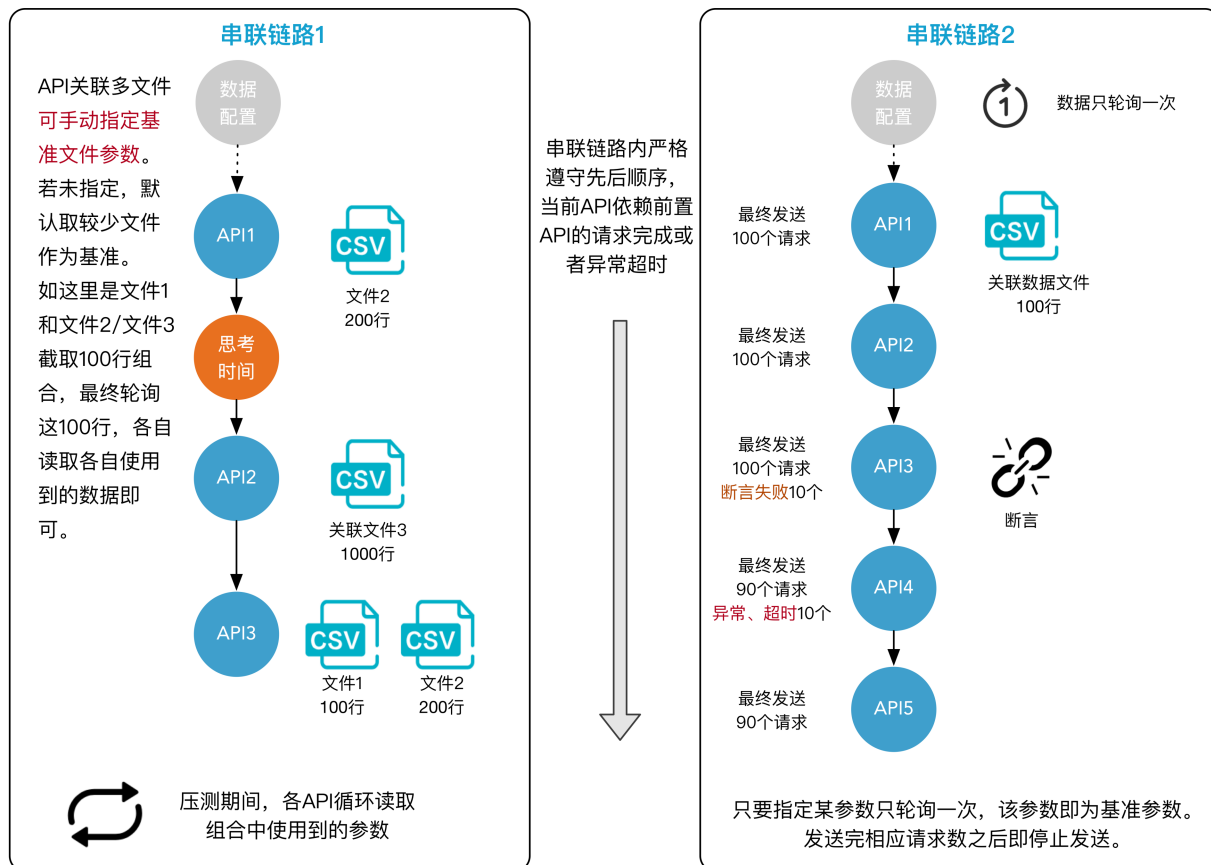 串联链路1
API关联多文件
可手动指定基
准文件参数。
若未指定，默
认取较少文件
作为基准。
如这里是文件1
和文件2/文件3
截取100行组
合，最终轮询
这100行，各自
读取各自使用
到的数据即
可。
数据
配置
API1
CSV
文件2
200行
思考
时间
API2
CSV
关联文件3
1000行
API3
CSV
文件1
100行
CSV
文件2
200行
压测期间，各API循环读取
组合中使用到的参数
串联链路内严格
遵守先后顺序，
当前API依赖前置
API的请求完成或
者异常超时
串联链路2
数据
配置
1
数据只轮询一次
最终发送
100个请求
API1
CSV
关联数据文件
100行
最终发送
100个请求
API2
最终发送
100个请求
断言失败10个
API3
断言
最终发送
90个请求
异常、超时10个
API4
最终发送
90个请求
API5
只要指定某参数只轮询一次，该参数即为基准参数。
发送完相应请求数之后即停止发送。